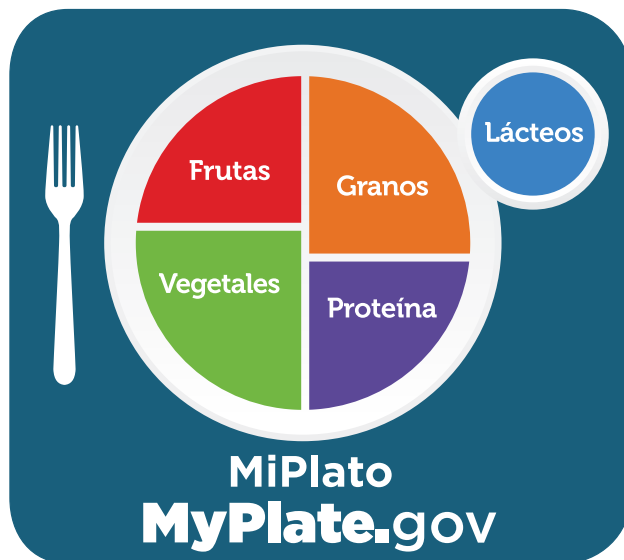 Lácteos
Frutas
Granos
Vegetales
Proteína
MiPlato
MyPlate.gov